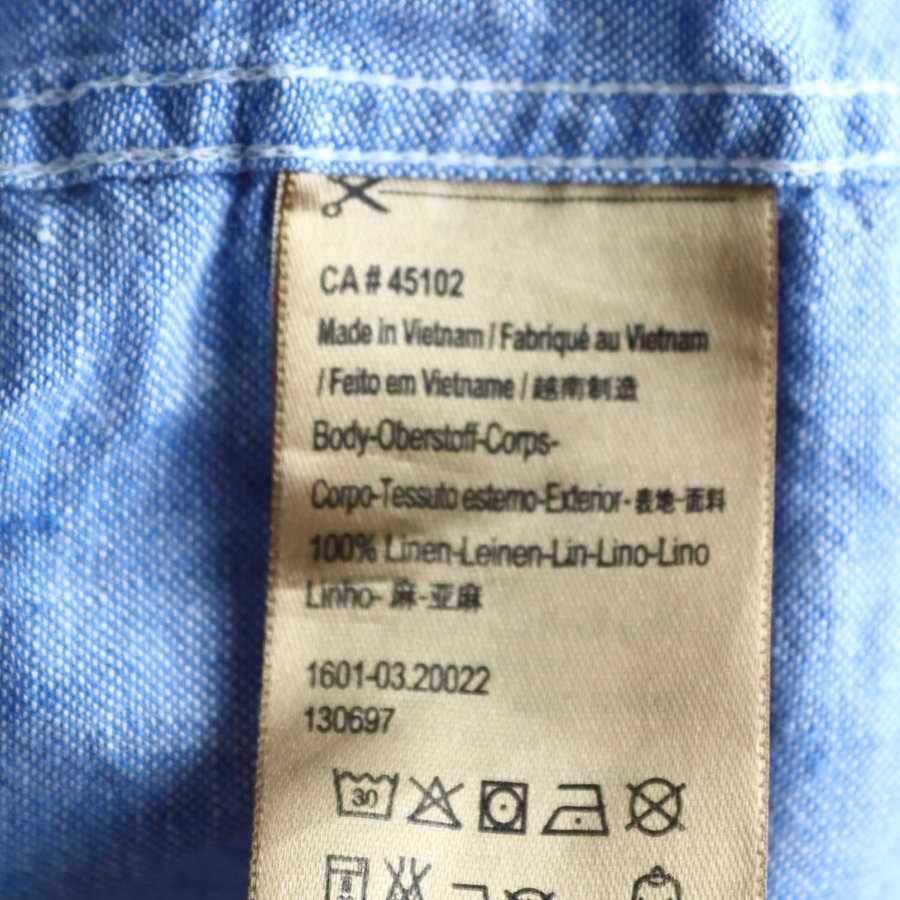 CA # 45102
Made in Vietnam / Fabriqué au Vietnam
/ Feito em Vietname / 越南制造
Body-Oberstoff-Corps-
Corpo-Tessuto esterno-Exterior- 表地-面料
100% Linen-Leinen-Lin-Lino-Lino
Linho- 麻-亚麻
1601-03.20022
130697
30